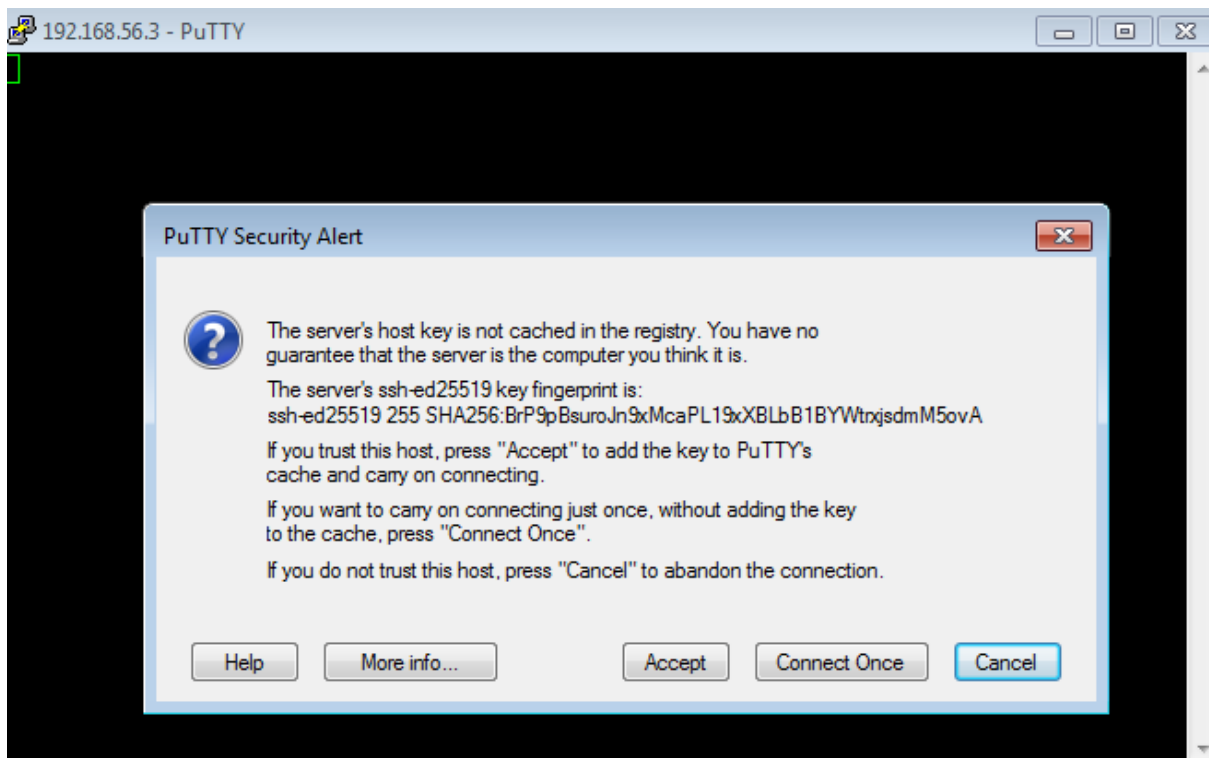 192.168.56.3 - PuTTY
PuTTY Security Alert
The server's host key is not cached in the registry. You have no
guarantee that the server is the computer you think it is.
The server's ssh-ed25519 key fingerprint is:
ssh-ed25519 255 SHA256:BrP9pBsuroJn9xMcaPL19xXBLbB1BYWtrxjsdmM5ovA
If you trust this host, press "Accept" to add the key to PuTTY's
cache and carry on connecting.
If you want to carry on connecting just once, without adding the key
to the cache, press "Connect Once".
If you do not trust this host, press "Cancel" to abandon the connection.
Help More info... Accept Connect Once Cancel